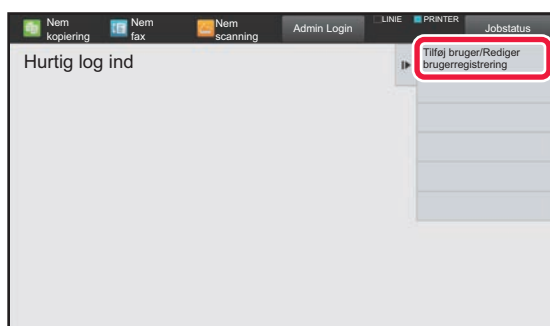 Nem
kopiering
Nem
fax
Nem
scanning
Admin Login
LINIE
PRINTER
Jobstatus
Hurtig log ind
Tilføj bruger/Rediger
brugerregistrering